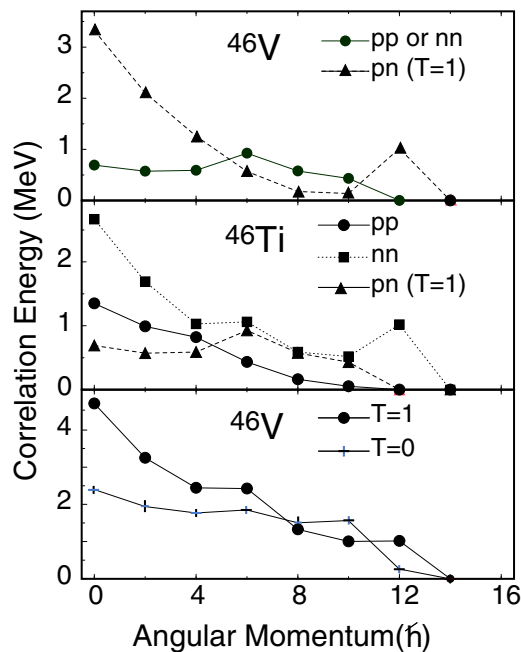 Correlation Energy (MeV)
3
2
1
0
⁴⁶V
pp or nn
pn (T=1)
2
1
0
⁴⁶Ti
pp
nn
pn (T=1)
4
2
0
⁴⁶V
T=1
T=0
0 4 8 12 16
Angular Momentum(ℏ)